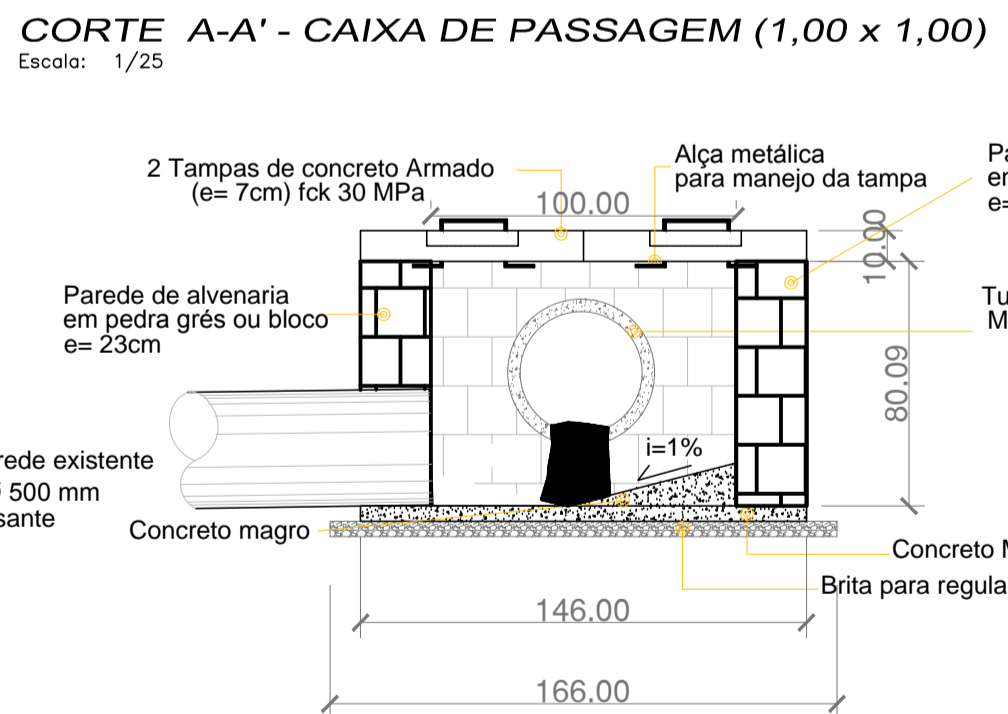 CORTE A-A' - CAIXA DE PASSAGEM (1,00 x 1,00)
Escala: 1/25
2 Tampas de concreto Armado
(e= 7cm) fck 30 MPa
Alça metálica
para manejo da tampa
100.00
10.00
Parede de alvenaria
em pedra grés ou bloco
e= 23cm
80.09
i=1%
rede existente
500 mm
Concreto magro
Concreto
Brita para
146.00
166.00